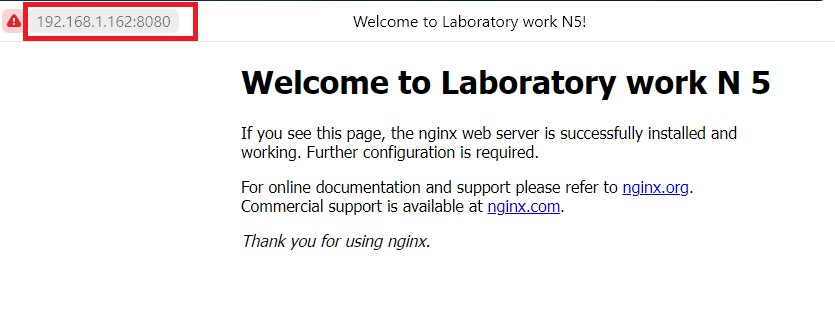 192.168.1.162:8080
Welcome to Laboratory work N5!
Welcome to Laboratory work N 5
If you see this page, the nginx web server is successfully installed and
working. Further configuration is required.
For online documentation and support please refer to nginx.org.
Commercial support is available at nginx.com.
Thank you for using nginx.